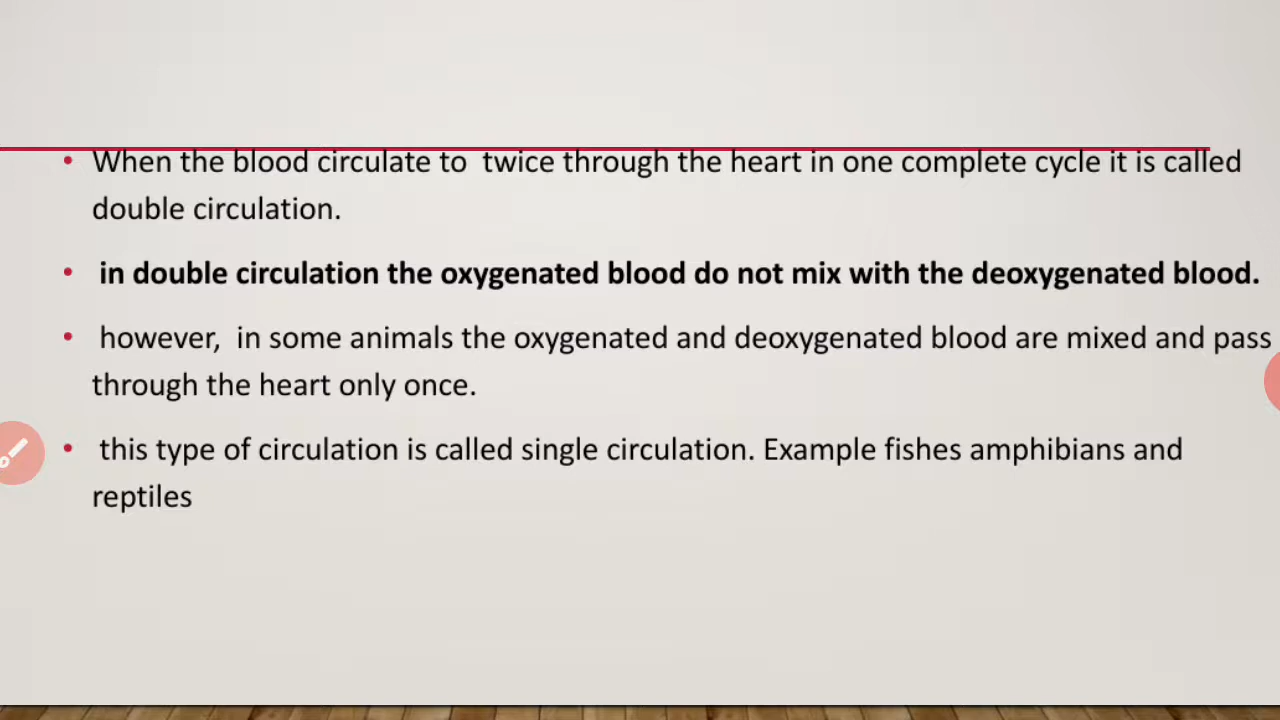 When the blood circulate to twice through the heart in one complete cycle it is called
double circulation.
in double circulation the oxygenated blood do not mix with the deoxygenated blood.
however, in some animals the oxygenated and deoxygenated blood are mixed and pass
through the heart only once.
this type of circulation is called single circulation. Example fishes amphibians and
reptiles